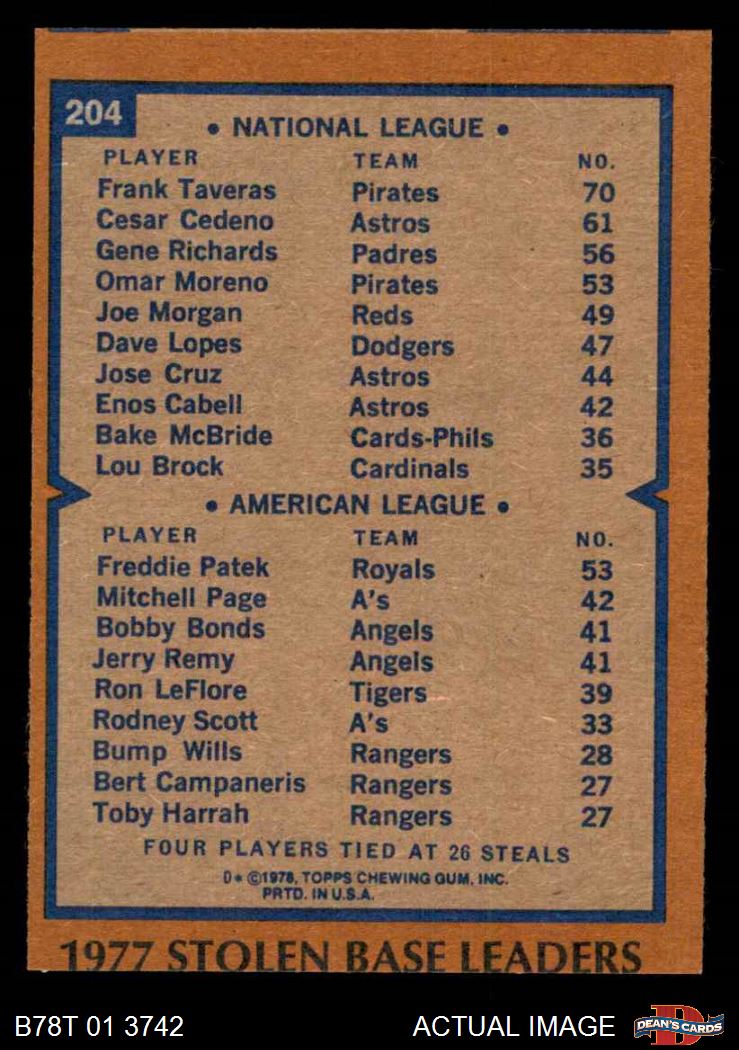 204
• NATIONAL LEAGUE •
PLAYER TEAM NO.
Frank Taveras Pirates 70
Cesar Cedeno Astros 61
Gene Richards Padres 56
Omar Moreno Pirates 53
Joe Morgan Reds 49
Dave Lopes Dodgers 47
Jose Cruz Astros 44
Enos Cabell Astros 42
Bake McBride Cards-Phils 36
Lou Brock Cardinals 35
• AMERICAN LEAGUE •
PLAYER TEAM NO.
Freddie Patek Royals 53
Mitchell Page A's 42
Bobby Bonds Angels 41
Jerry Remy Angels 41
Ron LeFlore Tigers 39
Rodney Scott A's 33
Bump Wills Rangers 28
Bert Campaneris Rangers 27
Toby Harrah Rangers 27
FOUR PLAYERS TIED AT 26 STEALS
D* ©1978, TOPPS CHEWING GUM, INC.
PRTD. IN U.S.A.
1977 STOLEN BASE LEADERS
B78T 01 3742 ACTUAL IMAGE
D
DEAN'S CARDS